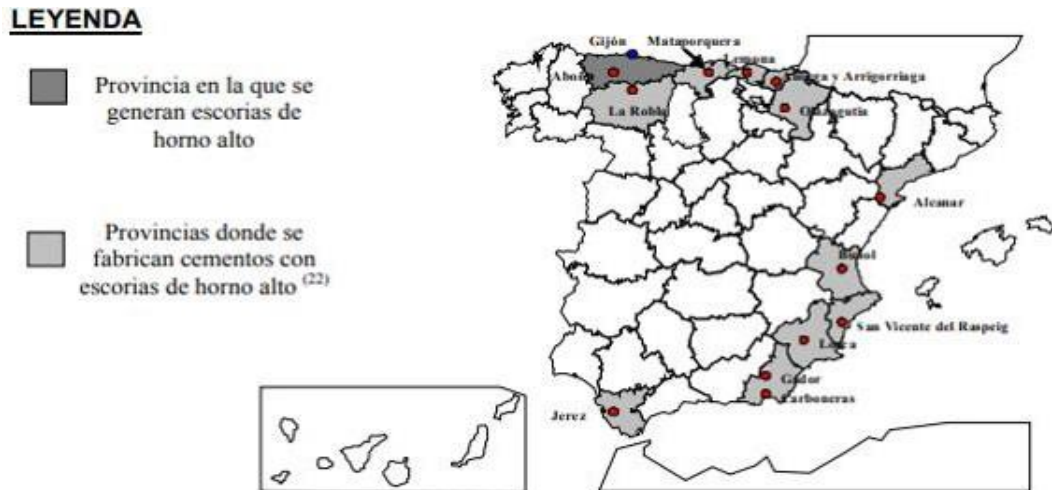 LEYENDA
Provincia en la que se
generan escorias de
horno alto
Provincias donde se
fabrican cementos con
escorias de horno alto (22)
Gijón
Mataporquera
Lemona
Aboño
y Arrigorriaga
La Robla
Olazagutia
Alcanar
Buñol
San Vicente del Raspeig
Lorca
Gádor
Carboneras
Jerez